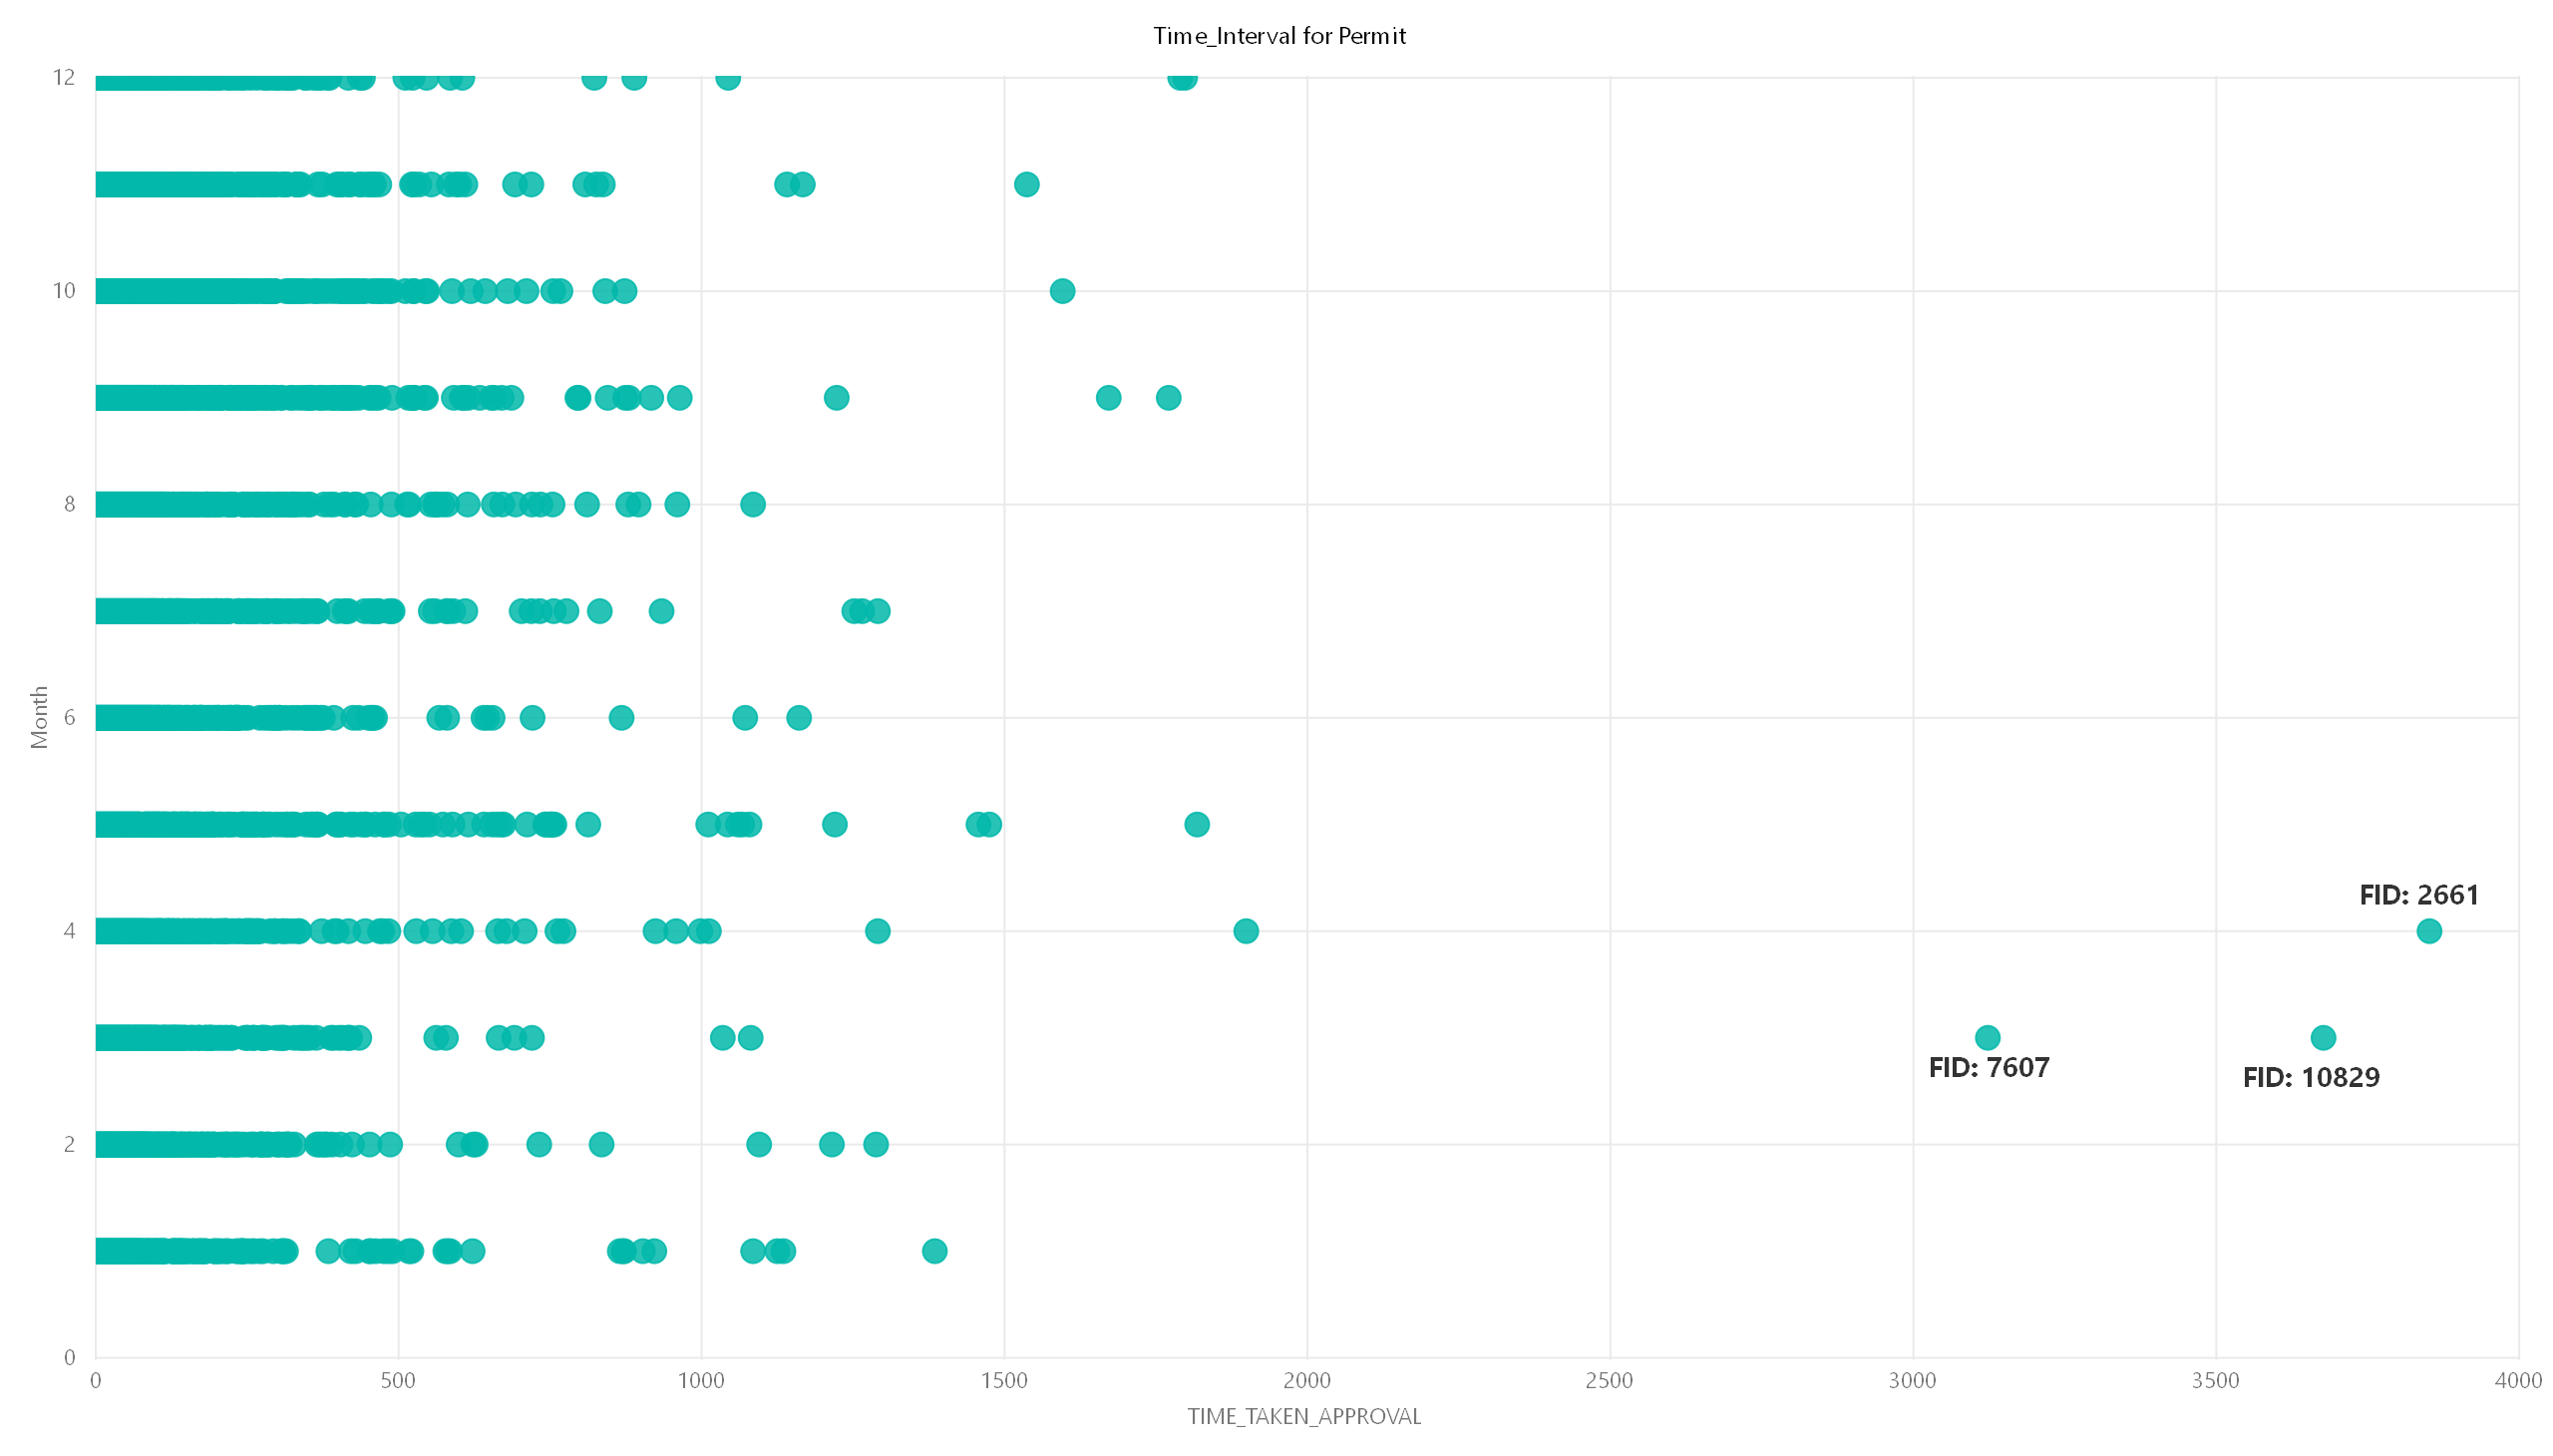 Time_Interval for Permit
12
10
8
6
4
2
0
Month
FID: 2661
FID: 7607
FID: 10829
0 500 1000 1500 2000 2500 3000 3500 4000
TIME_TAKEN_APPROVAL